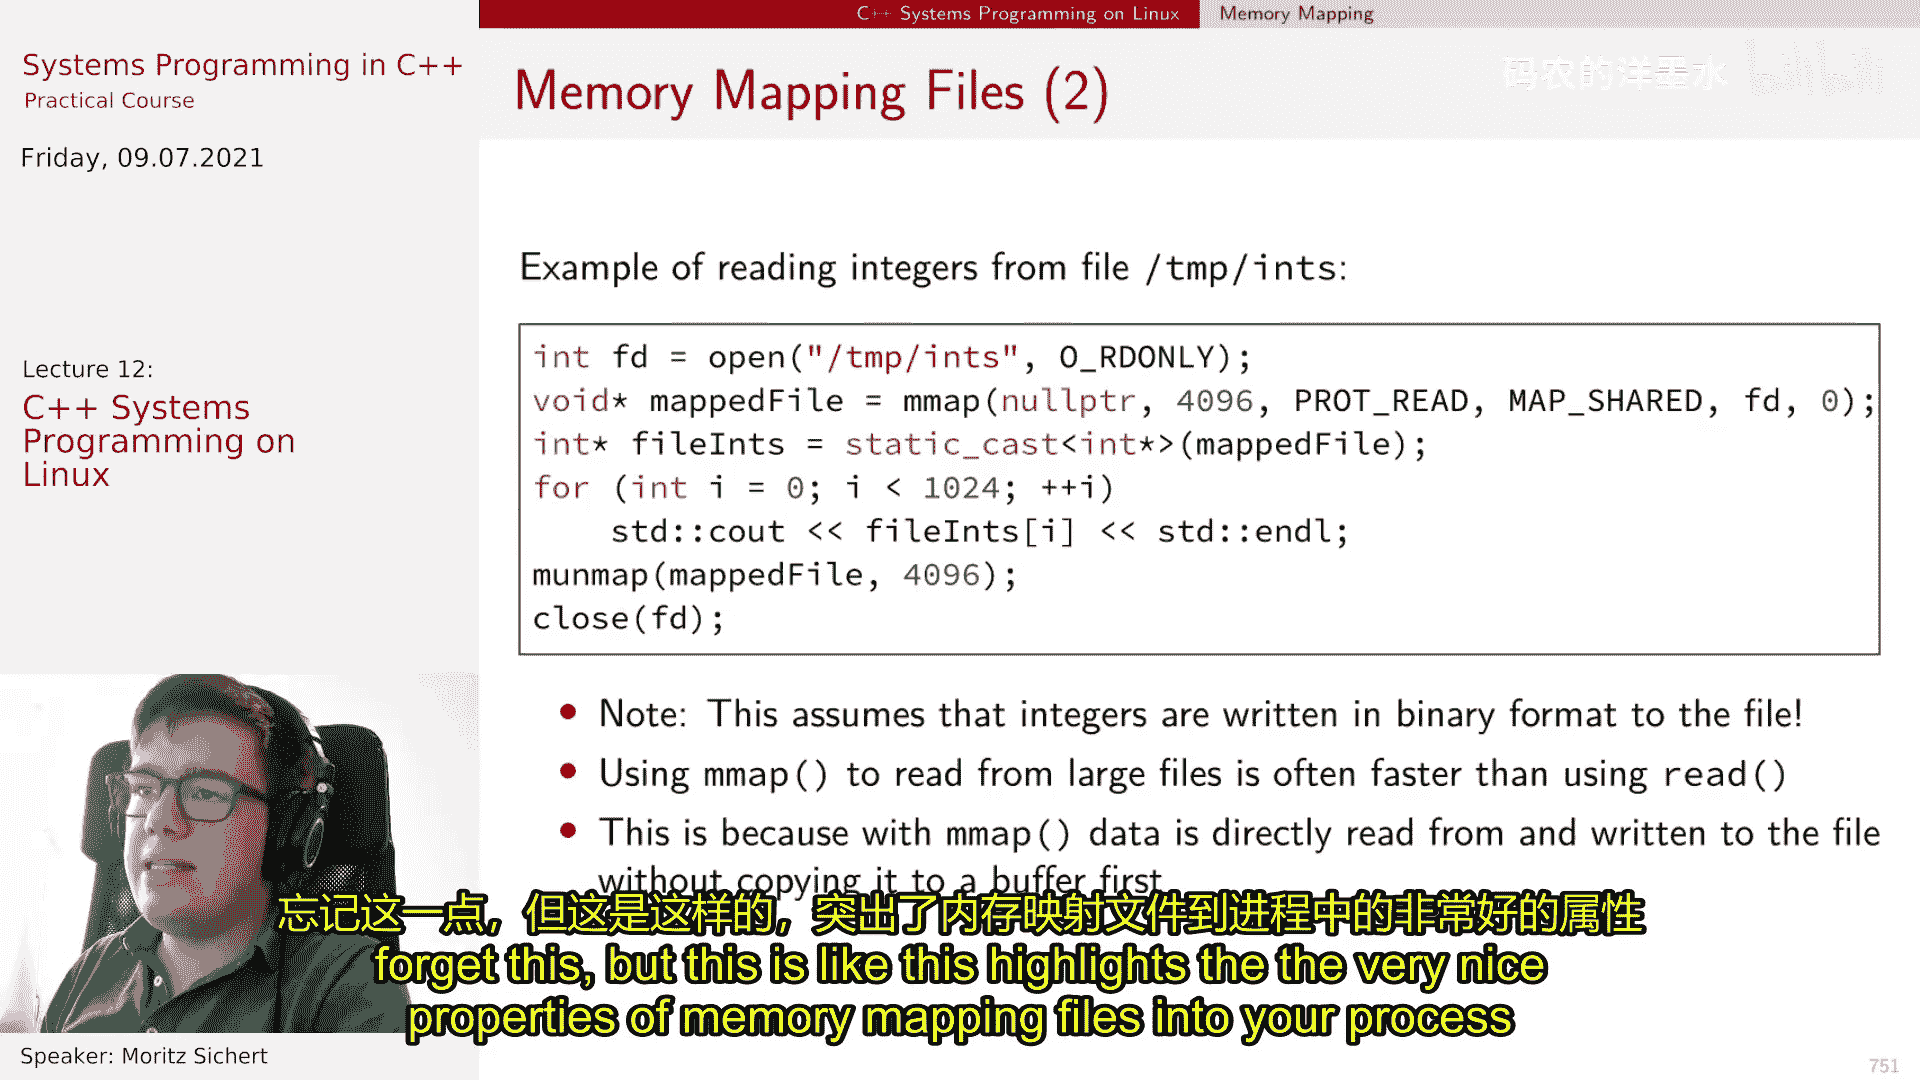 C++ Systems Programming on Linux
Memory Mapping
Systems Programming in C++
Practical Course
Friday, 09.07.2021
Lecture 12:
C++ Systems
Programming on
Linux
Memory Mapping Files (2)
码农的洋墨水 bilibili
Example of reading integers from file /tmp/ints:
int fd = open("/tmp/ints", O_RDONLY);
void* mappedFile = mmap(nullptr, 4096, PROT_READ, MAP_SHARED, fd, 0);
int* fileInts = static_cast<int*>(mappedFile);
for (int i = 0; i < 1024; ++i)
std::cout << fileInts[i] << std::endl;
munmap(mappedFile, 4096);
close(fd);
• Note: This assumes that integers are written in binary format to the file!
• Using mmap() to read from large files is often faster than using read()
• This is because with mmap() data is directly read from and written to the file
without copying it to a buffer first
忘记这一点，但这是这样的，突出了内存映射文件到进程中的非常好的属性
forget this, but this is like this highlights the the very nice
properties of memory mapping files into your process
Speaker: Moritz Sichert
751